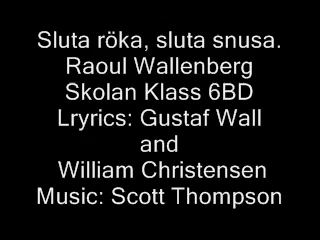 Sluta röka, sluta snusa.
Raoul Wallenberg
Skolan Klass 6BD
Lryrics: Gustaf Wall
and
William Christensen
Music: Scott Thompson